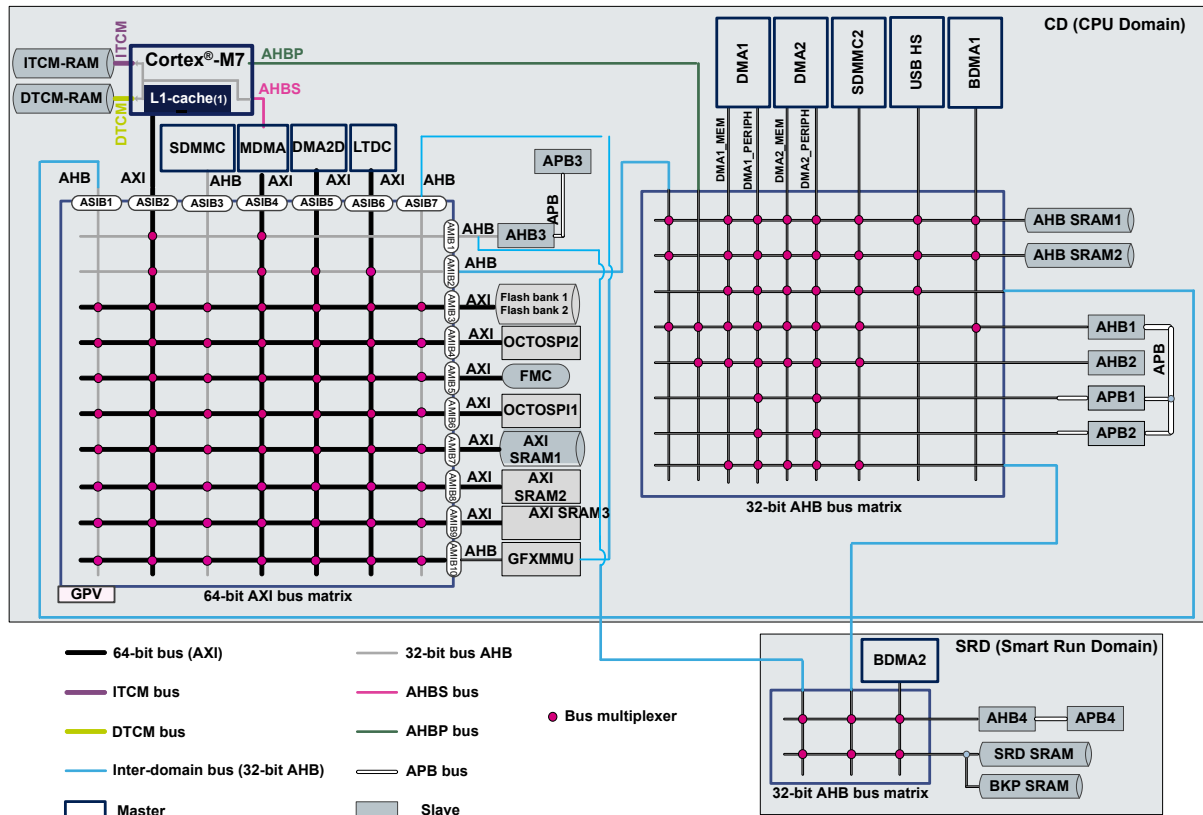 CD (CPU Domain)
ITCM
Cortex®-M7
AHBP
ITCM-RAM
DTCM-RAM
L1-cache(1)
AHBS
DTCM
DMA1
DMA2
SDMMC2
USB HS
BDMA1
SDMMC
MDMA
DMA2D
LTDC
APB3
DMA1_MEM
DMA1_PERIPH
DMA2_MEM
DMA2_PERIPH
AHB
AXI
AHB
AXI
AXI
AXI
AHB
APB
ASIB1
ASIB2
ASIB3
ASIB4
ASIB5
ASIB6
ASIB7
AMIB1
AHB
AHB3
AHB SRAM1
AMIB2
AHB
AHB SRAM2
AMIB3
AXI
Flash bank 1
Flash bank 2
AMIB4
AXI
OCTOSPI2
AHB1
AMIB5
AXI
FMC
AHB2
APB
AMIB6
AXI
OCTOSPI1
APB1
AMIB7
AXI
AXI
SRAM1
APB2
AMIB8
AXI
AXI
SRAM2
AMIB9
AXI
AXI SRAM3
32-bit AHB bus matrix
AMIB10
AHB
GFXMMU
GPV
64-bit AXI bus matrix
SRD (Smart Run Domain)
BDMA2
AHB4
APB4
SRD SRAM
BKP SRAM
32-bit AHB bus matrix
64-bit bus (AXI)
32-bit bus AHB
ITCM bus
AHBS bus
Bus multiplexer
DTCM bus
AHBP bus
Inter-domain bus (32-bit AHB)
APB bus
Master
Slave